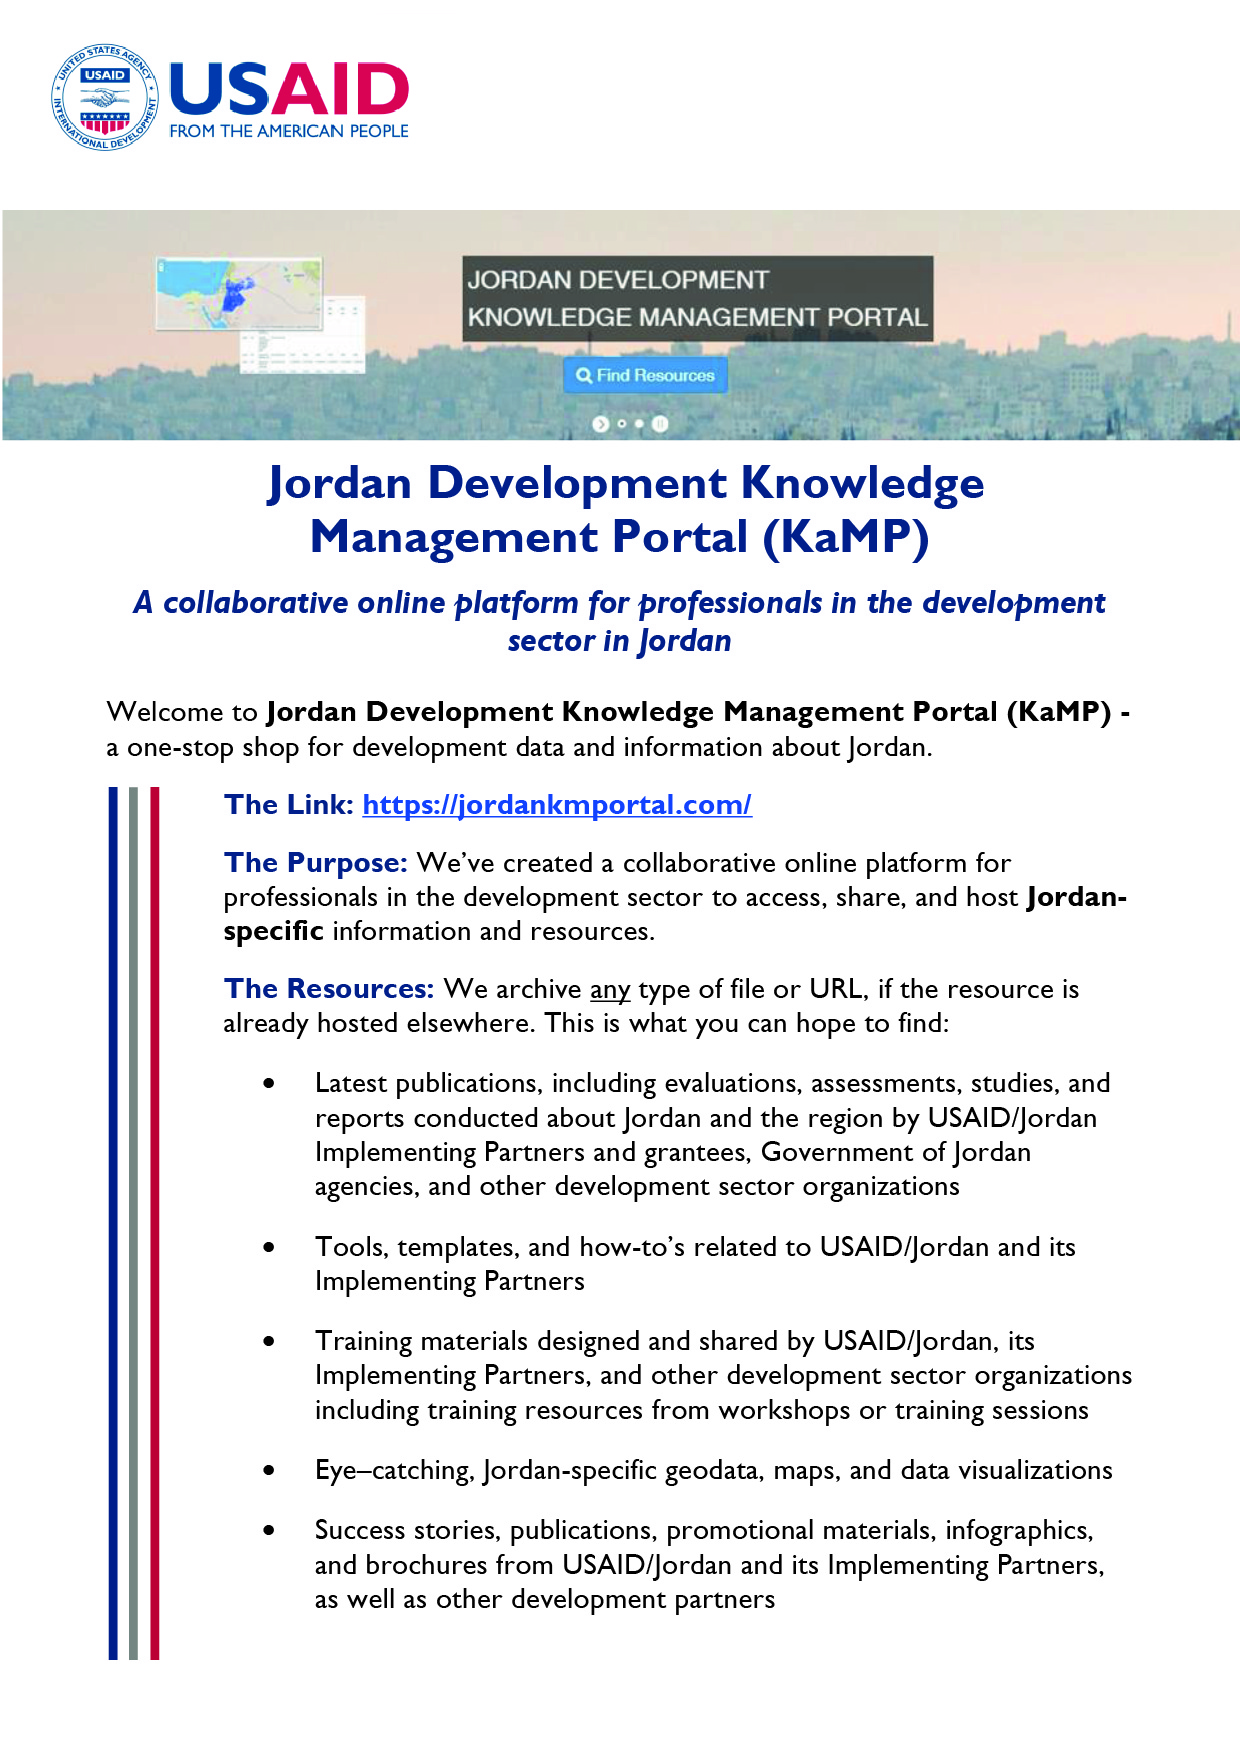 UNITED STATES AGENCY
USAID
INTERNATIONAL DEVELOPMENT
USAID
FROM THE AMERICAN PEOPLE
JORDAN DEVELOPMENT
KNOWLEDGE MANAGEMENT PORTAL
Find Resources
Jordan Development Knowledge
Management Portal (KaMP)
A collaborative online platform for professionals in the development
sector in Jordan
Welcome to Jordan Development Knowledge Management Portal (KaMP) -
a one-stop shop for development data and information about Jordan.
The Link: https://jordankmportal.com/
The Purpose: We’ve created a collaborative online platform for
professionals in the development sector to access, share, and host Jordan-
specific information and resources.
The Resources: We archive any type of file or URL, if the resource is
already hosted elsewhere. This is what you can hope to find:
• Latest publications, including evaluations, assessments, studies, and
reports conducted about Jordan and the region by USAID/Jordan
Implementing Partners and grantees, Government of Jordan
agencies, and other development sector organizations
• Tools, templates, and how-to’s related to USAID/Jordan and its
Implementing Partners
• Training materials designed and shared by USAID/Jordan, its
Implementing Partners, and other development sector organizations
including training resources from workshops or training sessions
• Eye–catching, Jordan-specific geodata, maps, and data visualizations
• Success stories, publications, promotional materials, infographics,
and brochures from USAID/Jordan and its Implementing Partners,
as well as other development partners